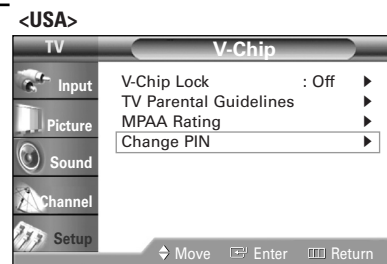 <USA>
TV V-Chip
Input
Picture
Sound
Channel
Setup
V-Chip Lock : Off
TV Parental Guidelines
MPAA Rating
Change PIN
Move Enter Return